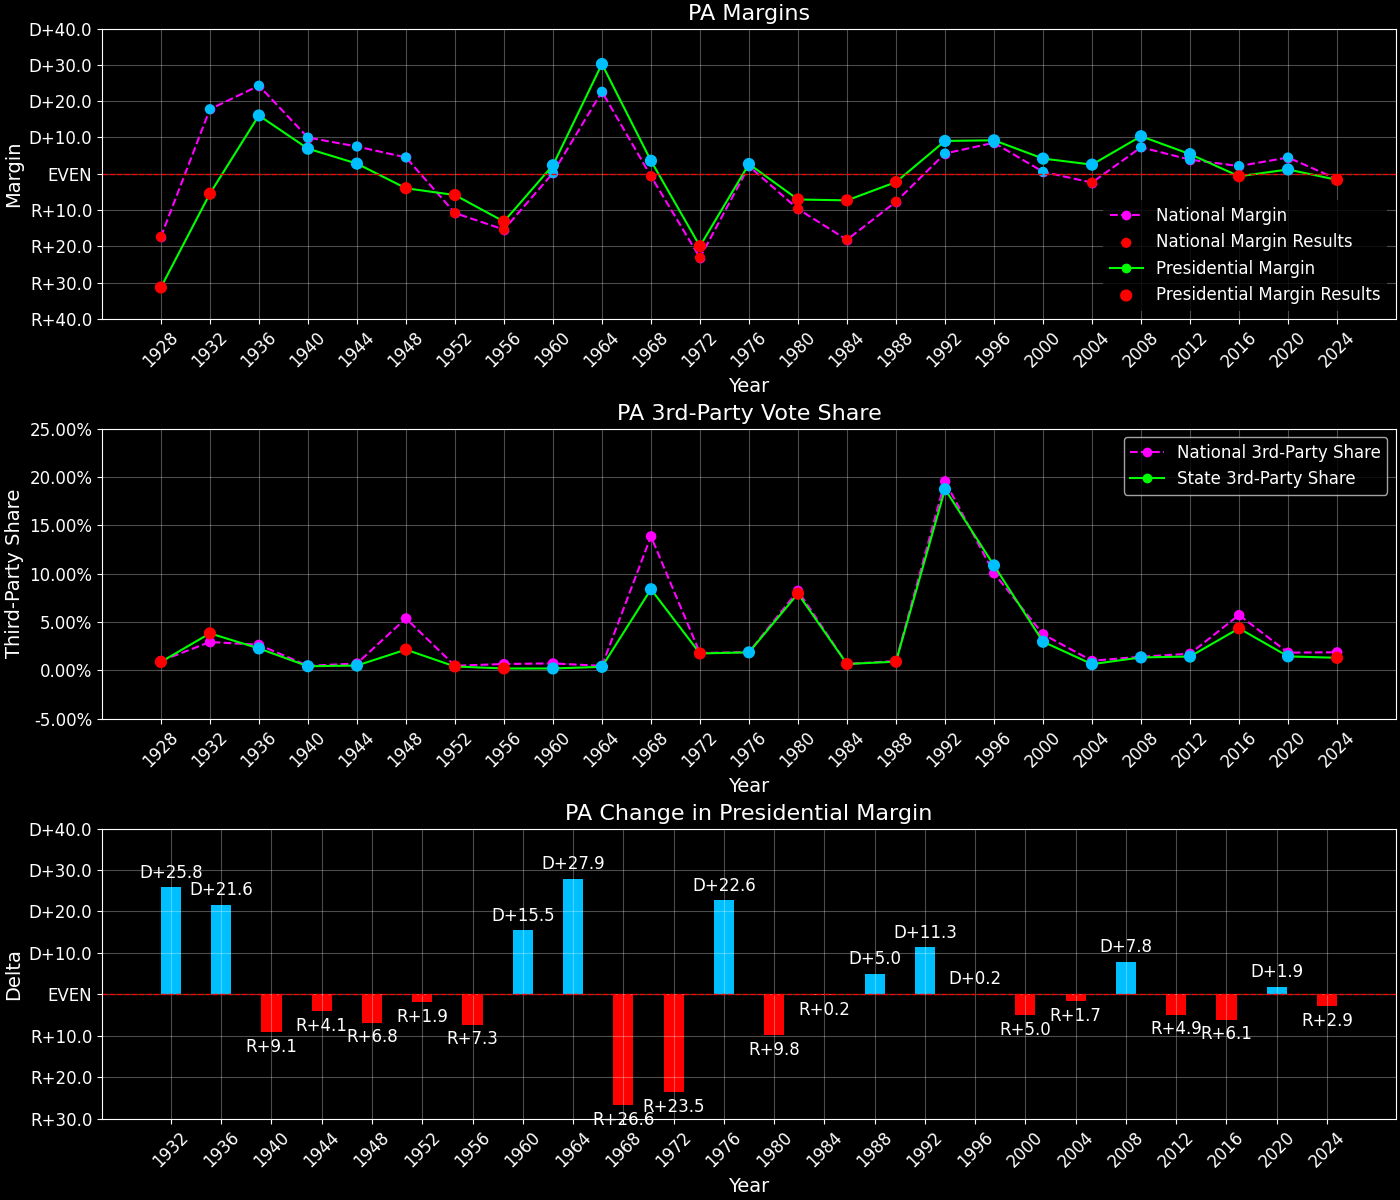 PA Margins
D+40.0
D+30.0
D+20.0
D+10.0
EVEN
R+10.0
R+20.0
R+30.0
R+40.0
Margin
National Margin
National Margin Results
Presidential Margin
Presidential Margin Results
1928 1932 1936 1940 1944 1948 1952 1956 1960 1964 1968 1972 1976 1980 1984 1988 1992 1996 2000 2004 2008 2012 2016 2020 2024
Year
PA 3rd-Party Vote Share
25.00%
20.00%
15.00%
10.00%
5.00%
0.00%
-5.00%
Third-Party Share
National 3rd-Party Share
State 3rd-Party Share
1928 1932 1936 1940 1944 1948 1952 1956 1960 1964 1968 1972 1976 1980 1984 1988 1992 1996 2000 2004 2008 2012 2016 2020 2024
Year
PA Change in Presidential Margin
D+40.0
D+30.0
D+20.0
D+10.0
EVEN
R+10.0
R+20.0
R+30.0
Delta
D+25.8
D+21.6
R+9.1
R+4.1
R+6.8
R+1.9
R+7.3
D+15.5
D+27.9
R+26.6
R+23.5
D+22.6
R+9.8
R+0.2
D+5.0
D+11.3
D+0.2
R+5.0
R+1.7
D+7.8
R+4.9
R+6.1
D+1.9
R+2.9
1932 1936 1940 1944 1948 1952 1956 1960 1964 1968 1972 1976 1980 1984 1988 1992 1996 2000 2004 2008 2012 2016 2020 2024
Year